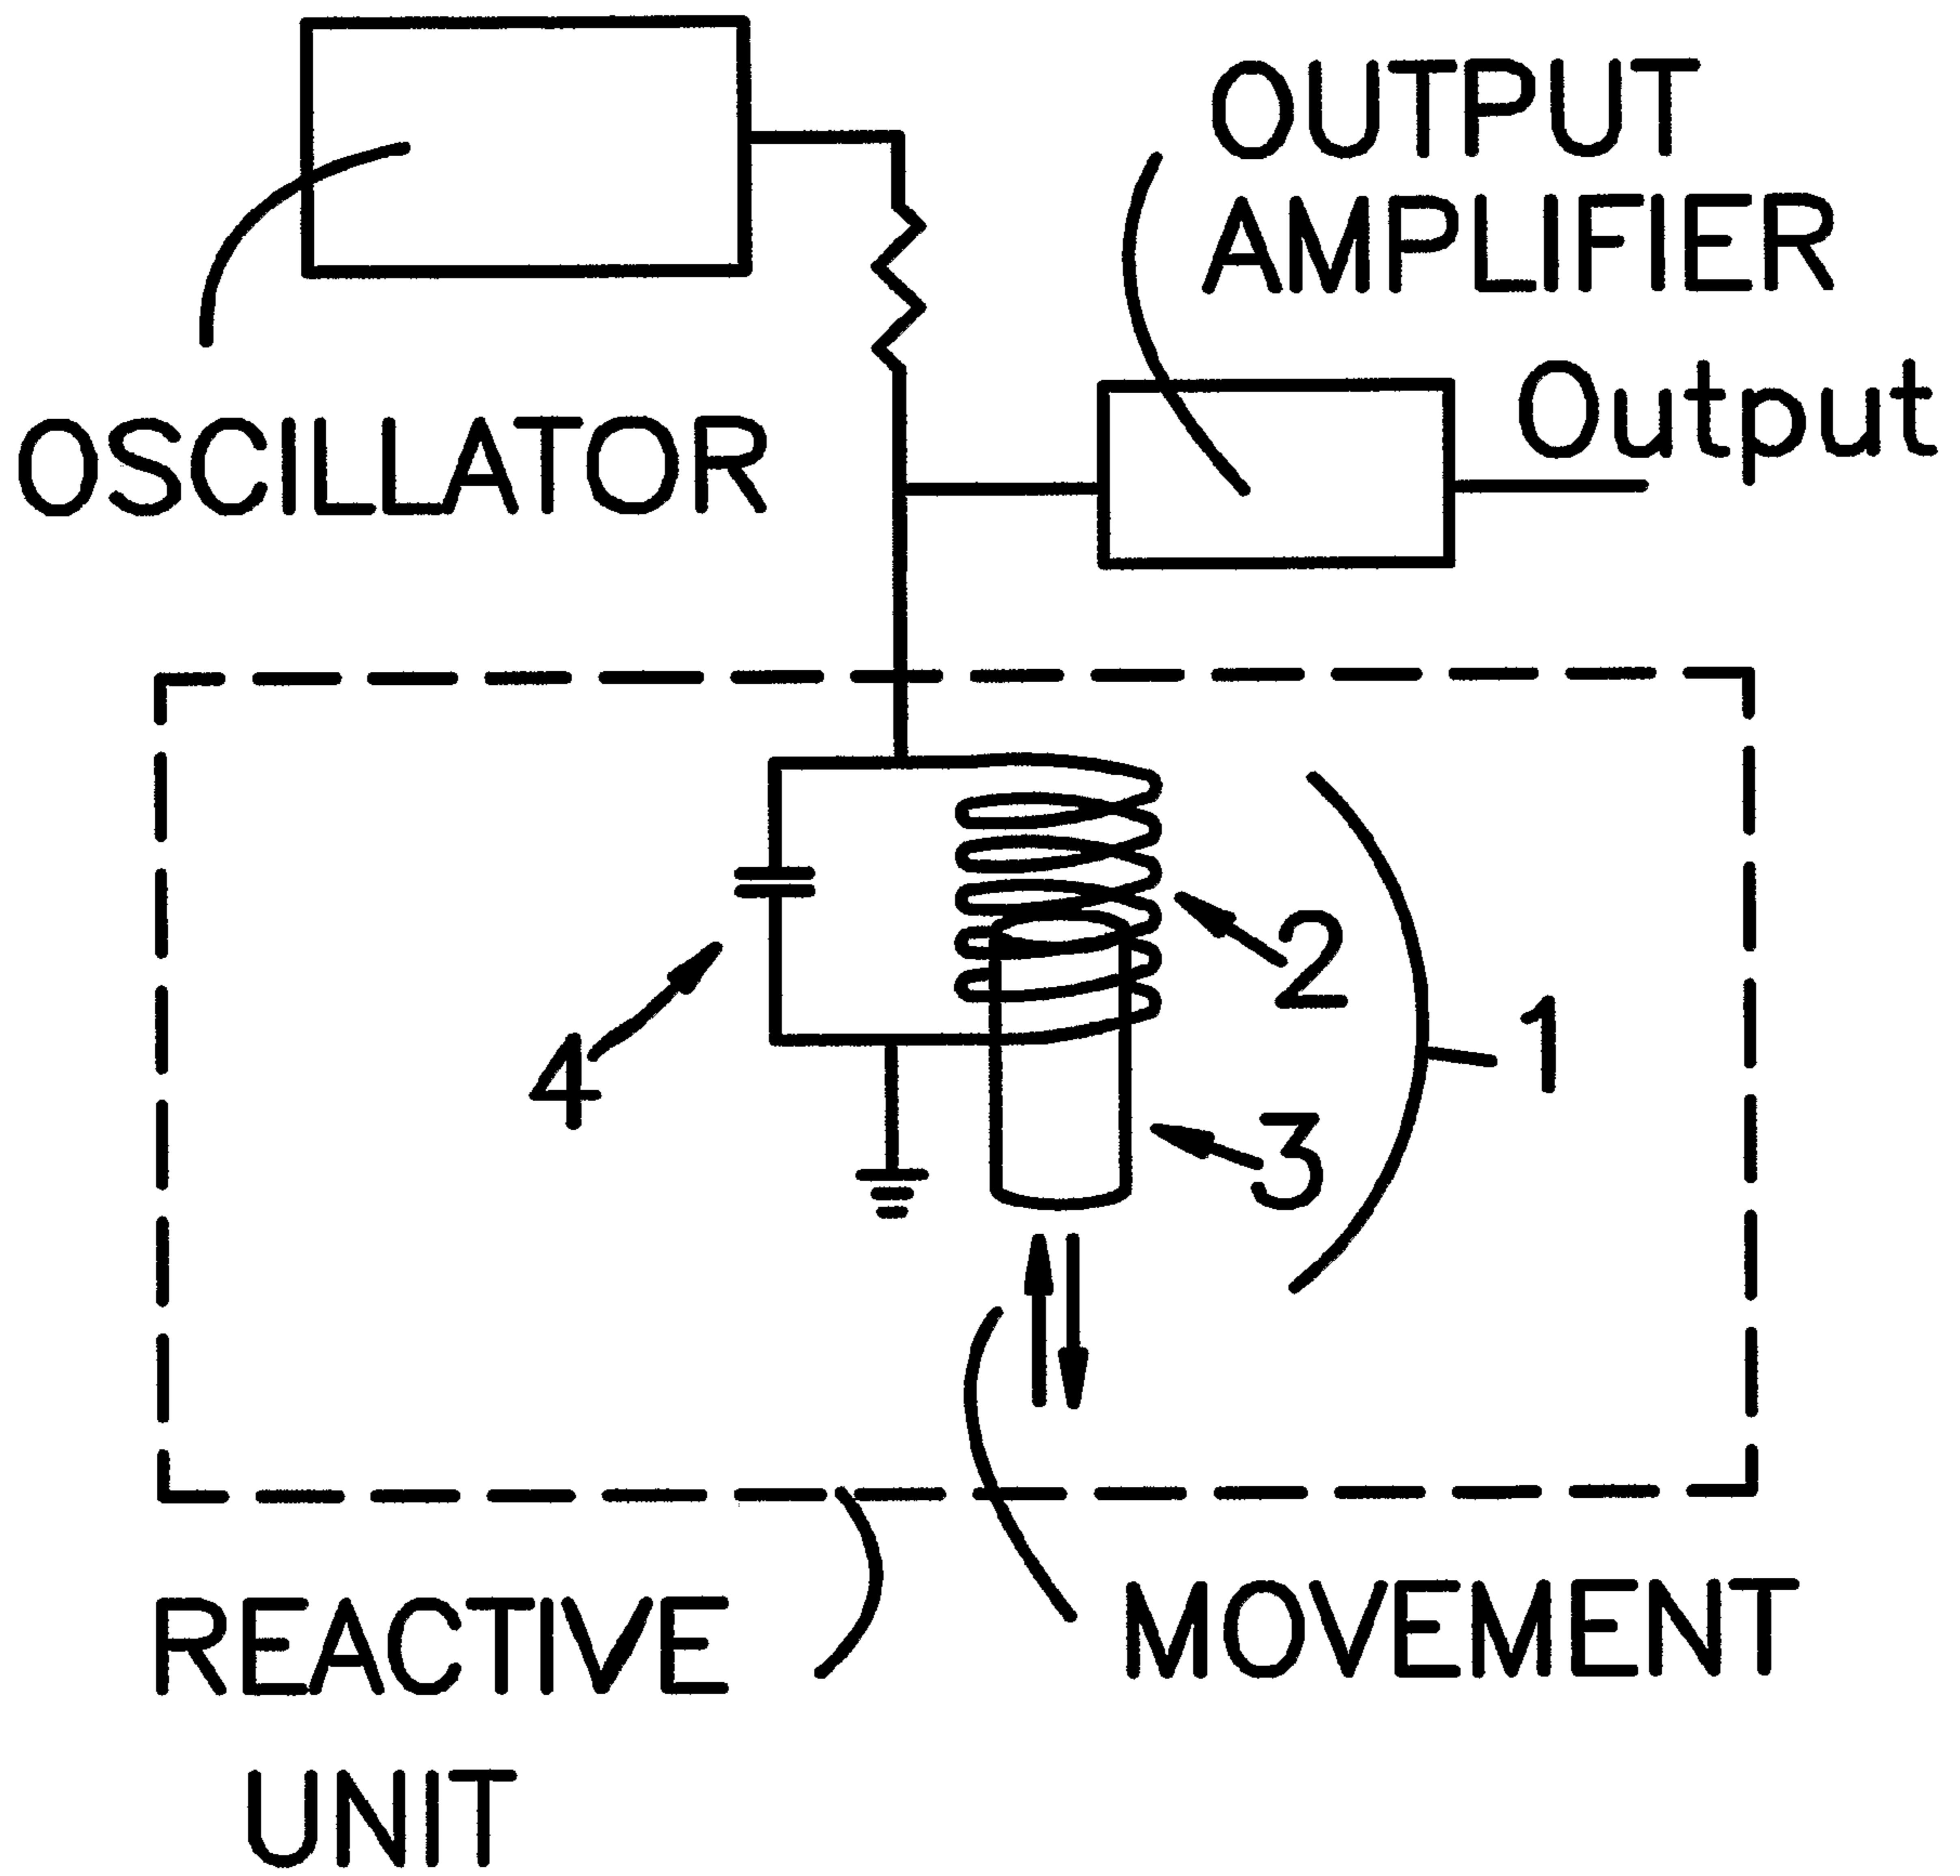 OUTPUT
AMPLIFIER
Output
OSCILLATOR
2
1
4
3
REACTIVE
UNIT
MOVEMENT